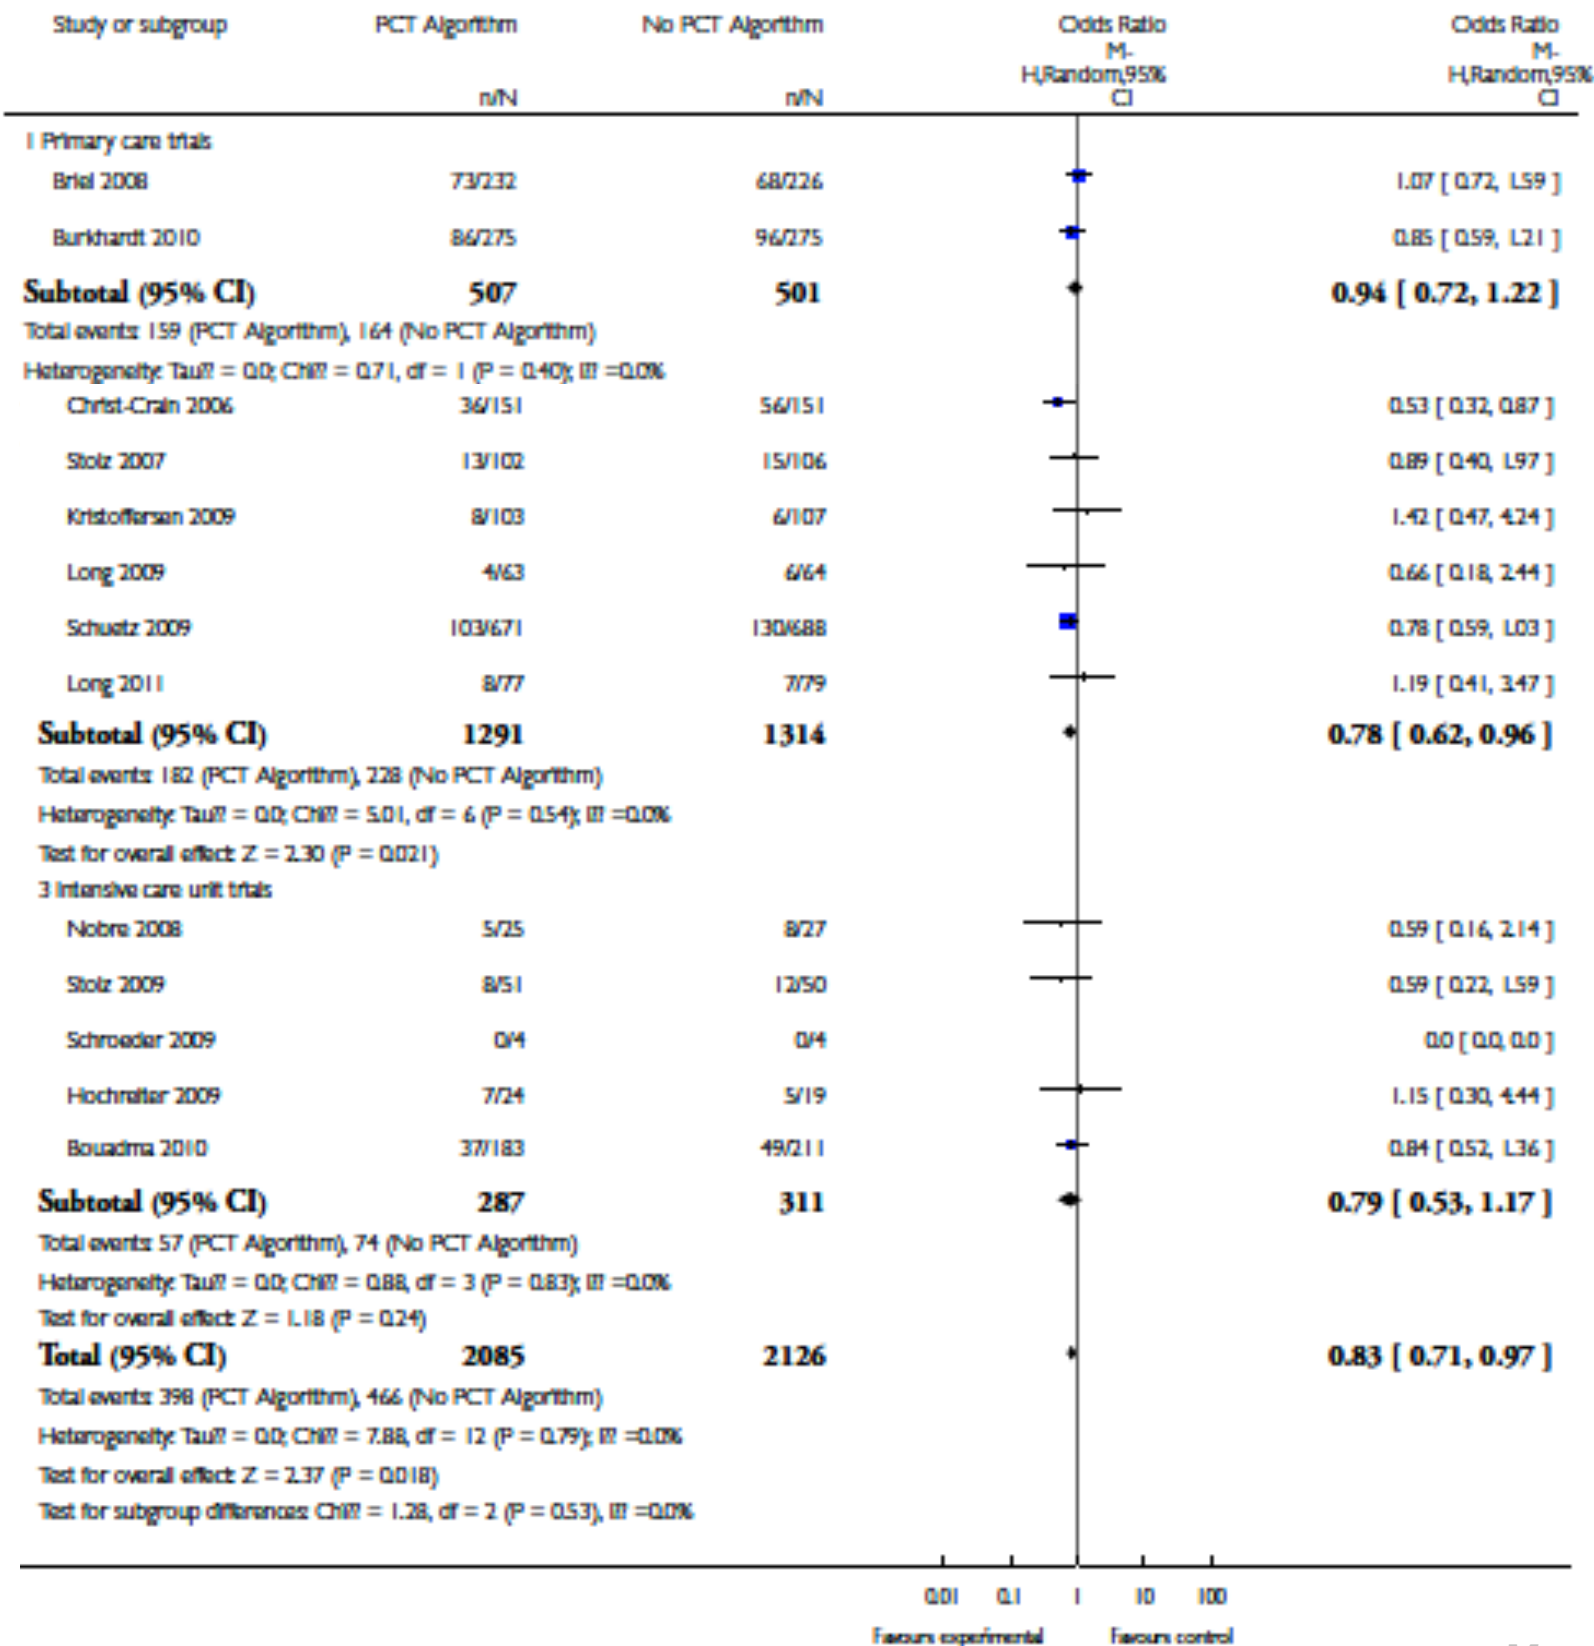 Study or subgroup PCT Algorithm No PCT Algorithm Odds Ratio Odds Ratio
M- M-
H,Random,95% H,Random,95%
n/N n/N CI CI
1 Primary care trials
Briel 2008 73/232 68/226 1.07 [ 0.72, 1.59 ]
Burkhardt 2010 86/275 96/275 0.85 [ 0.59, 1.21 ]
Subtotal (95% CI) 507 501 0.94 [ 0.72, 1.22 ]
Total events: 159 (PCT Algorithm), 164 (No PCT Algorithm)
Heterogeneity: Tau?? = 0.0; Chi?? = 0.71, df = 1 (P = 0.40); I?? =0.0%
Christ-Crain 2006 36/151 56/151 0.53 [ 0.32, 0.87 ]
Stolz 2007 13/102 15/106 0.89 [ 0.40, 1.97 ]
Kristoffersen 2009 8/103 6/107 1.42 [ 0.47, 4.24 ]
Long 2009 4/63 6/64 0.66 [ 0.18, 2.44 ]
Schuetz 2009 103/671 130/688 0.78 [ 0.59, 1.03 ]
Long 2011 8/77 7/79 1.19 [ 0.41, 3.47 ]
Subtotal (95% CI) 1291 1314 0.78 [ 0.62, 0.96 ]
Total events: 182 (PCT Algorithm), 228 (No PCT Algorithm)
Heterogeneity: Tau?? = 0.0; Chi?? = 5.01, df = 6 (P = 0.54); I?? =0.0%
Test for overall effect: Z = 2.30 (P = 0.021)
3 Intensive care unit trials
Nobre 2008 5/25 8/27 0.59 [ 0.16, 2.14 ]
Stolz 2009 8/51 12/50 0.59 [ 0.22, 1.59 ]
Schroeder 2009 0/4 0/4 0.0 [ 0.0, 0.0 ]
Hochreiter 2009 7/24 5/19 1.15 [ 0.30, 4.44 ]
Bouadma 2010 37/183 49/211 0.84 [ 0.52, 1.36 ]
Subtotal (95% CI) 287 311 0.79 [ 0.53, 1.17 ]
Total events: 57 (PCT Algorithm), 74 (No PCT Algorithm)
Heterogeneity: Tau?? = 0.0; Chi?? = 0.88, df = 3 (P = 0.83); I?? =0.0%
Test for overall effect: Z = 1.18 (P = 0.24)
Total (95% CI) 2085 2126 0.83 [ 0.71, 0.97 ]
Total events: 398 (PCT Algorithm), 466 (No PCT Algorithm)
Heterogeneity: Tau?? = 0.0; Chi?? = 7.88, df = 12 (P = 0.79); I?? =0.0%
Test for overall effect: Z = 2.37 (P = 0.018)
Test for subgroup differences: Chi?? = 1.28, df = 2 (P = 0.53), I?? =0.0%
0.01 0.1 1 10 100
Favours experimental Favours control